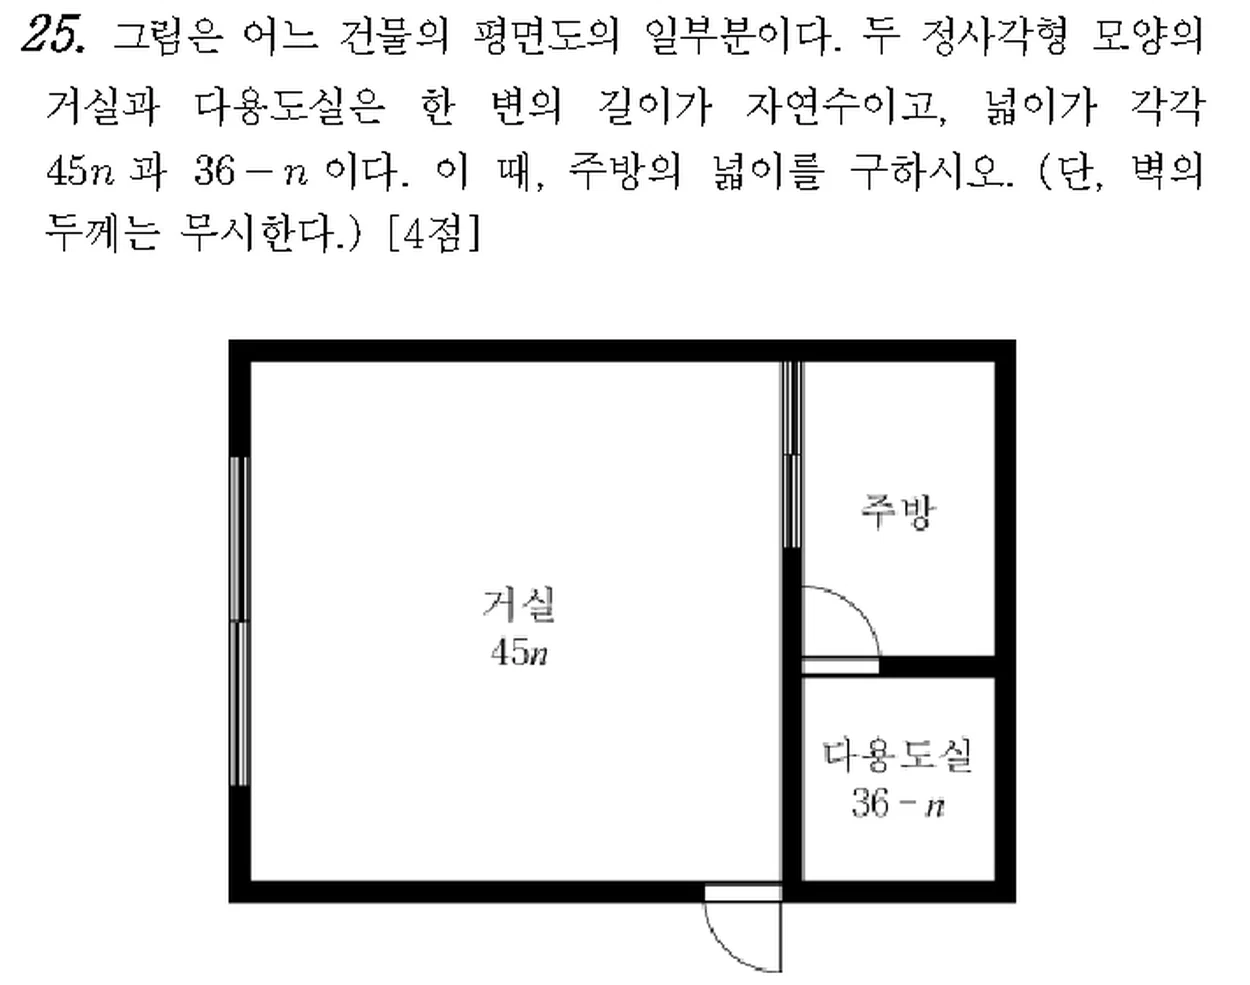 25. 그림은 어느 건물의 평면도의 일부분이다. 두 정사각형 모양의
거실과 다용도실은 한 변의 길이가 자연수이고, 넓이가 각각
45n 과 36-n 이다. 이 때, 주방의 넓이를 구하시오. (단, 벽의
두께는 무시한다.) [4점]
주방
거실
45n
다용도실
36-n